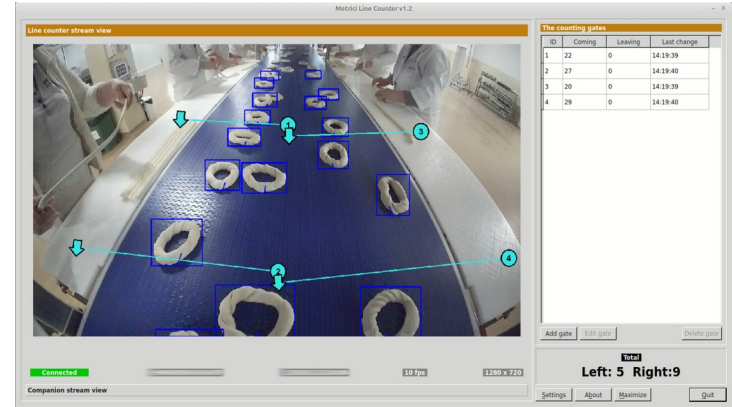 Metrici Line Counter v1.2
Line counter stream view
1
3
2
4
Connected
10 fps
1280 x 720
Companion stream view
The counting gates
ID Coming Leaving Last change
1 22 0 14:19:39
2 27 0 14:19:40
3 20 0 14:19:39
4 29 0 14:19:40
Add gate Edit gate Delete gate
Total
Left: 5 Right:9
Settings About Maximize Quit